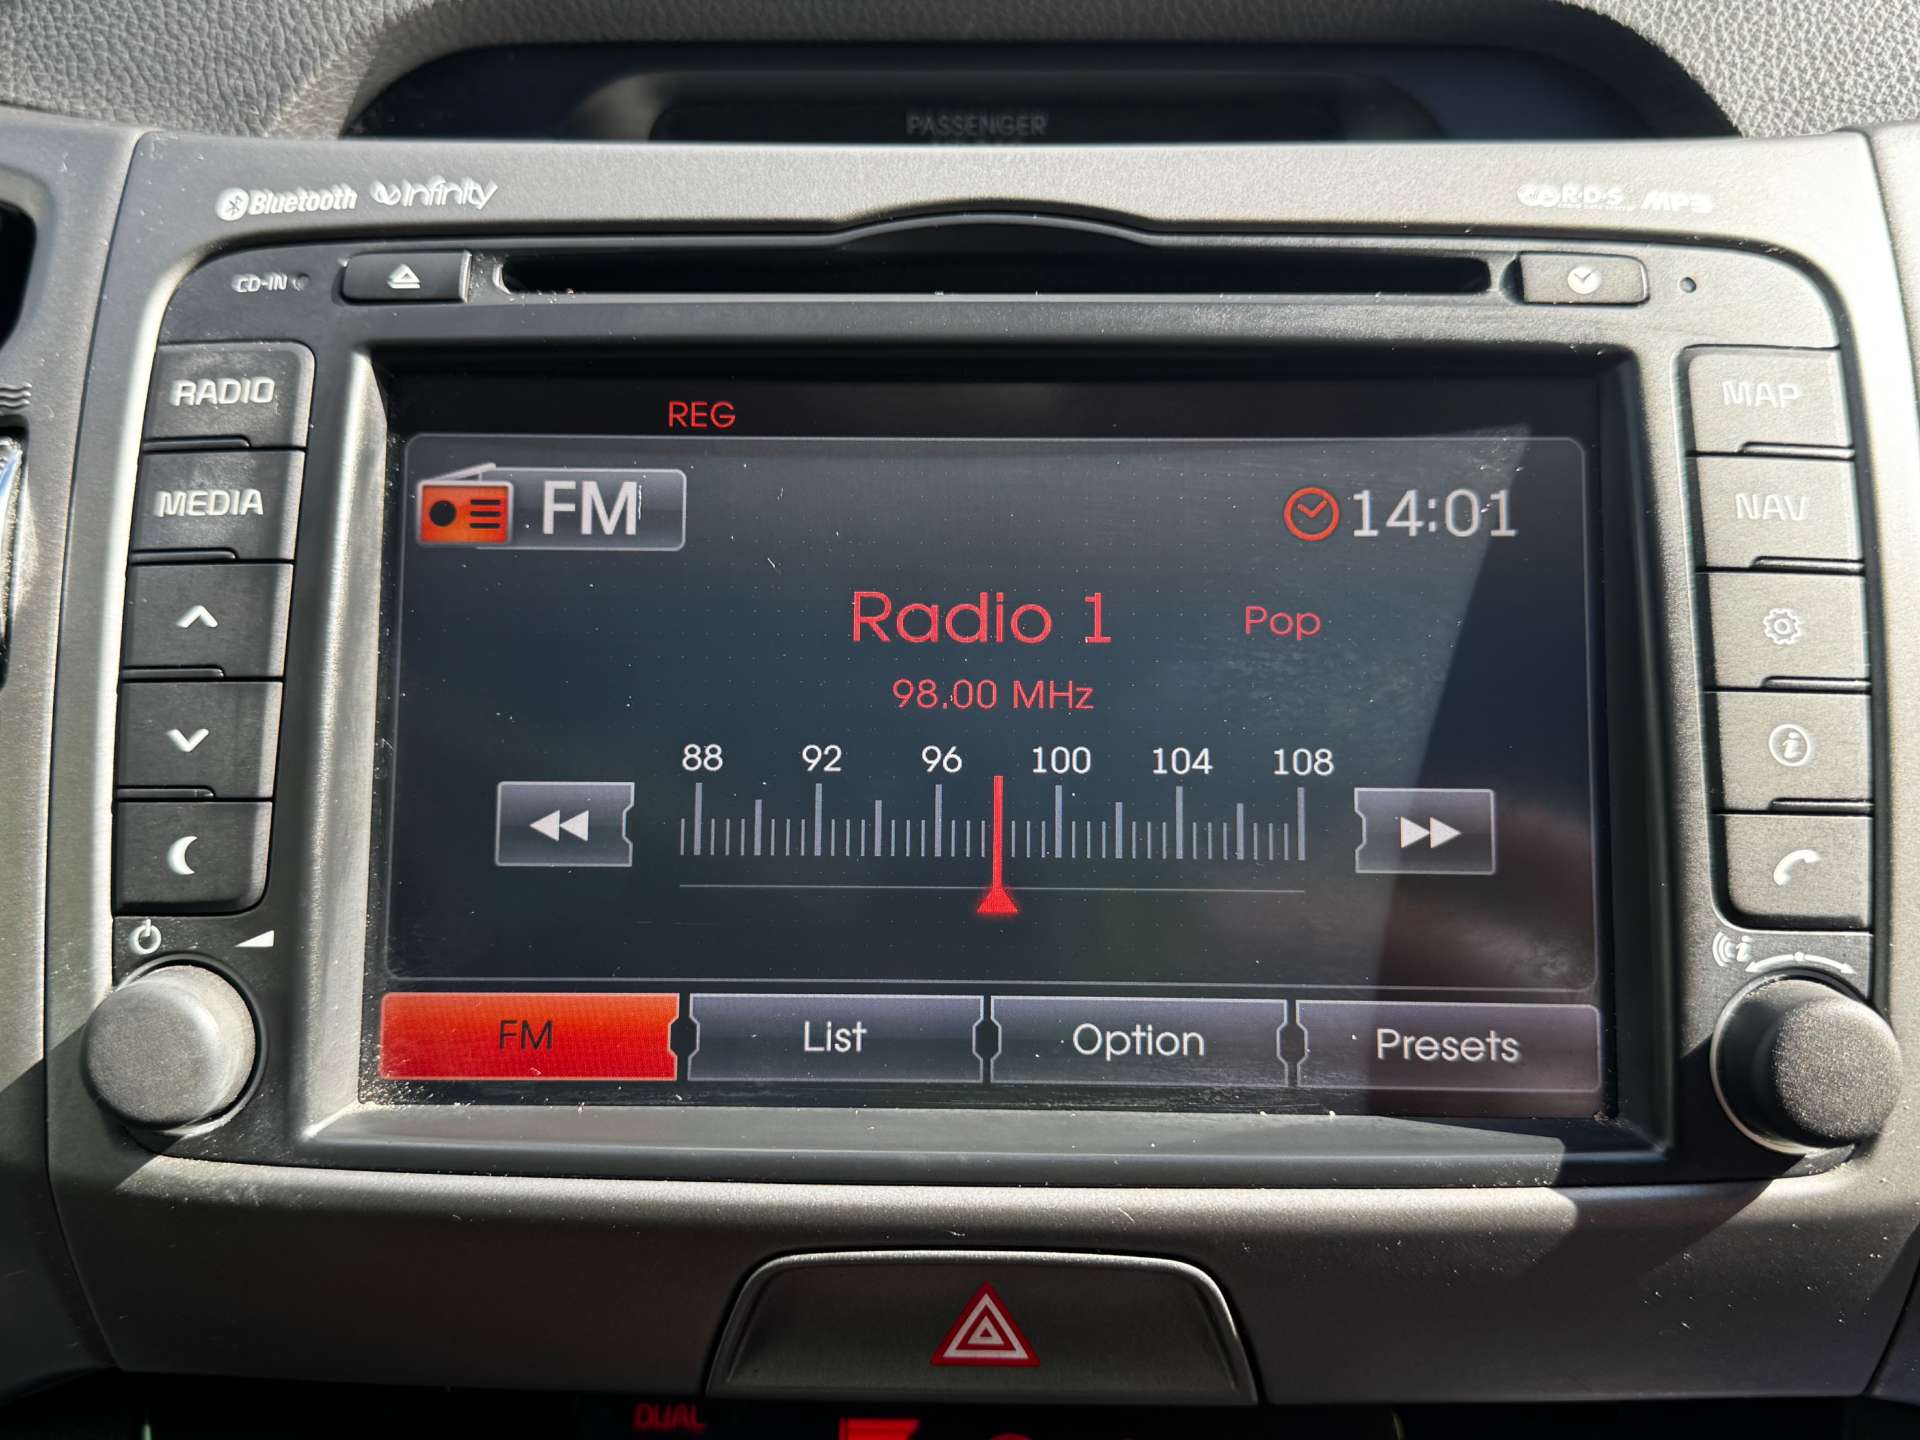 PASSENGER
Bluetooth Infinity
R·D·S MP3
CD-IN
RADIO
MEDIA
MAP
NAV
REG
FM
14:01
Radio 1 Pop
98.00 MHz
88 92 96 100 104 108
FM List Option Presets
DUAL